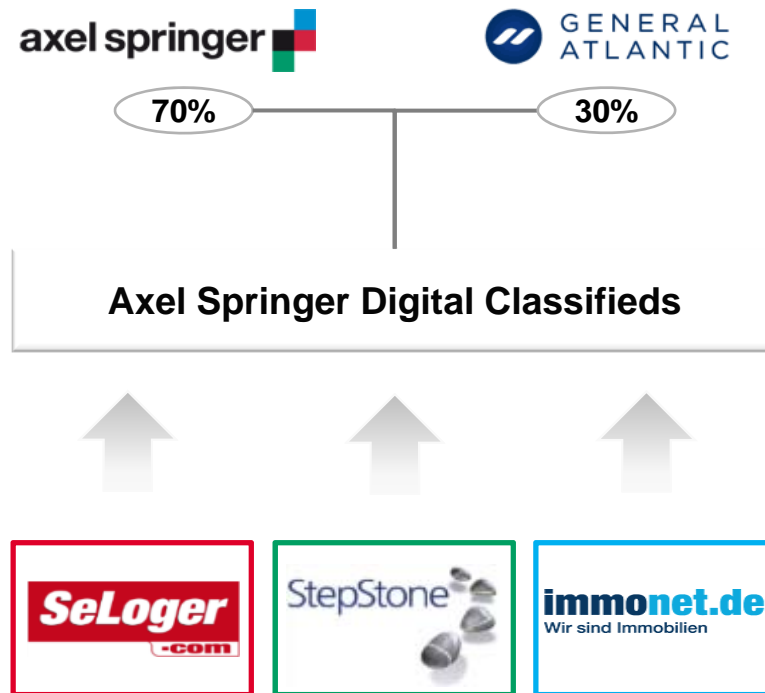 axel springer
GENERAL
ATLANTIC
70%
30%
Axel Springer Digital Classifieds
SeLoger
.com
StepStone
immonet.de
Wir sind Immobilien